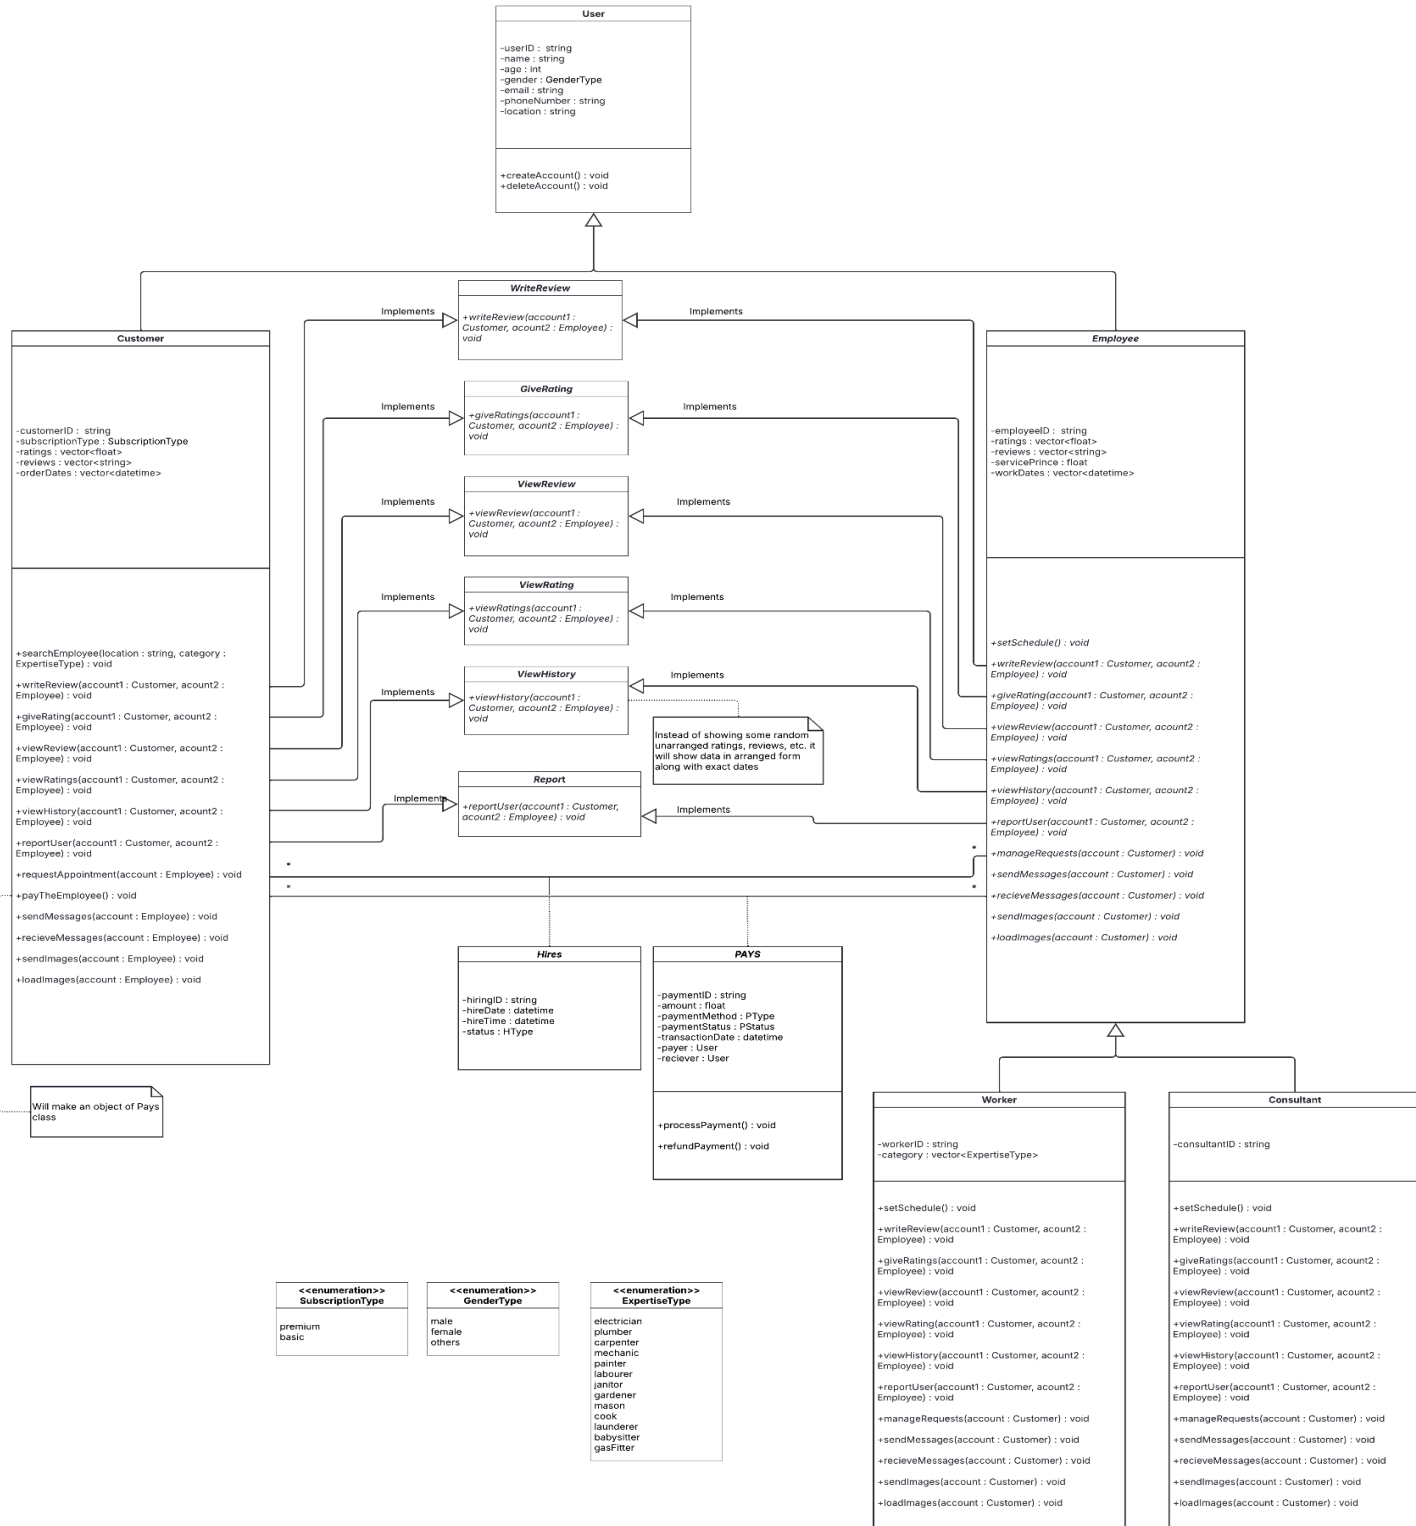 User
-userID :  string
-name : string
-age : int
-gender : GenderType
-email : string
-phoneNumber : string
-location : string
+createAccount() : void
+deleteAccount() : void
WriteReview
+writeReview(account1 :
Customer, acount2 : Employee) :
void
Implements
Implements
GiveRating
+giveRatings(account1 :
Customer, acount2 : Employee) :
void
Implements
Implements
ViewReview
+viewReview(account1 :
Customer, acount2 : Employee) :
void
Implements
Implements
ViewRating
+viewRatings(account1 :
Customer, acount2 : Employee) :
void
Implements
Implements
ViewHistory
+viewHistory(account1 :
Customer, acount2 : Employee) :
void
Implements
Implements
Instead of showing some random
unarranged ratings, reviews, etc. it
will show data in arranged form
along with exact dates
Report
+reportUser(account1 : Customer,
acount2 : Employee) : void
Implements
Implements
Customer
-customerID :  string
-subscriptionType : SubscriptionType
-ratings : vector<float>
-reviews : vector<string>
-orderDates : vector<datetime>
+searchEmployee(location : string, category :
ExpertiseType) : void
+writeReview(account1 : Customer, acount2 :
Employee) : void
+giveRating(account1 : Customer, acount2 :
Employee) : void
+viewReview(account1 : Customer, acount2 :
Employee) : void
+viewRatings(account1 : Customer, acount2 :
Employee) : void
+viewHistory(account1 : Customer, acount2 :
Employee) : void
+reportUser(account1 : Customer, acount2 :
Employee) : void
+requestAppointment(account : Employee) : void
+payTheEmployee() : void
+sendMessages(account : Employee) : void
+recieveMessages(account : Employee) : void
+sendImages(account : Employee) : void
+loadImages(account : Employee) : void
Employee
-employeeID :  string
-ratings : vector<float>
-reviews : vector<string>
-servicePrince : float
-workDates : vector<datetime>
+setSchedule() : void
+writeReview(account1 : Customer, acount2 :
Employee) : void
+giveRating(account1 : Customer, acount2 :
Employee) : void
+viewReview(account1 : Customer, acount2 :
Employee) : void
+viewRatings(account1 : Customer, acount2 :
Employee) : void
+viewHistory(account1 : Customer, acount2 :
Employee) : void
+reportUser(account1 : Customer, acount2 :
Employee) : void
+manageRequests(account : Customer) : void
+sendMessages(account : Customer) : void
+recieveMessages(account : Customer) : void
+sendImages(account : Customer) : void
+loadImages(account : Customer) : void
*
*
*
*
Hires
-hiringID : string
-hireDate : datetime
-hireTime : datetime
-status : HType
PAYS
-paymentID : string
-amount : float
-paymentMethod : PType
-paymentStatus : PStatus
-transactionDate : datetime
-payer : User
-reciever : User
+processPayment() : void
+refundPayment() : void
Will make an object of Pays
class
Worker
-workerID : string
-category : vector<ExpertiseType>
+setSchedule() : void
+writeReview(account1 : Customer, acount2 :
Employee) : void
+giveRatings(account1 : Customer, acount2 :
Employee) : void
+viewReview(account1 : Customer, acount2 :
Employee) : void
+viewRating(account1 : Customer, acount2 :
Employee) : void
+viewHistory(account1 : Customer, acount2 :
Employee) : void
+reportUser(account1 : Customer, acount2 :
Employee) : void
+manageRequests(account : Customer) : void
+sendMessages(account : Customer) : void
+recieveMessages(account : Customer) : void
+sendImages(account : Customer) : void
+loadImages(account : Customer) : void
Consultant
-consultantID : string
+setSchedule() : void
+writeReview(account1 : Customer, acount2 :
Employee) : void
+giveRatings(account1 : Customer, acount2 :
Employee) : void
+viewReview(account1 : Customer, acount2 :
Employee) : void
+viewRating(account1 : Customer, acount2 :
Employee) : void
+viewHistory(account1 : Customer, acount2 :
Employee) : void
+reportUser(account1 : Customer, acount2 :
Employee) : void
+manageRequests(account : Customer) : void
+sendMessages(account : Customer) : void
+recieveMessages(account : Customer) : void
+sendImages(account : Customer) : void
+loadImages(account : Customer) : void
<<enumeration>>
SubscriptionType
premium
basic
<<enumeration>>
GenderType
male
female
others
<<enumeration>>
ExpertiseType
electrician
plumber
carpenter
mechanic
painter
labourer
janitor
gardener
mason
cook
launderer
babysitter
gasFitter